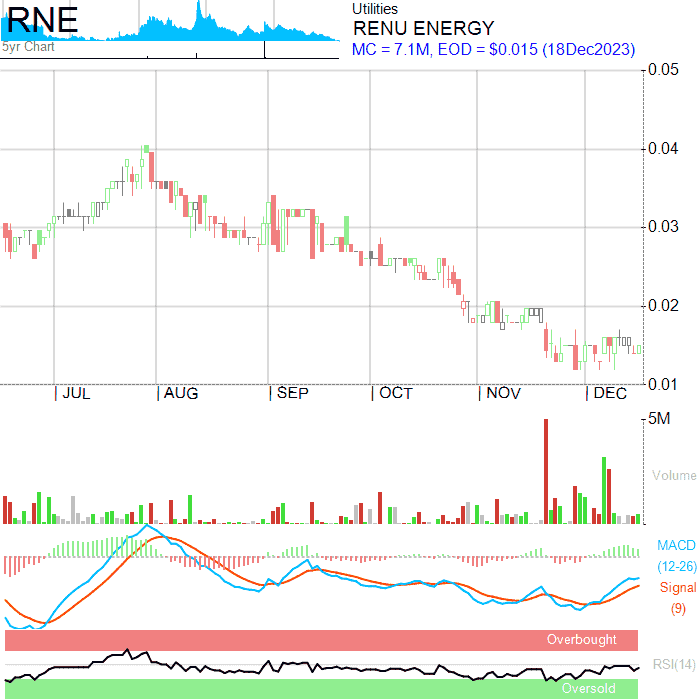 RNE
5yr Chart
Utilities
RENU ENERGY
MC = 7.1M, EOD = $0.015 (18Dec2023)
0.05
0.04
0.03
0.02
0.01
JUL AUG SEP OCT NOV DEC
5M
Volume
MACD
(12-26)
Signal
(9)
Overbought
RSI(14)
Oversold